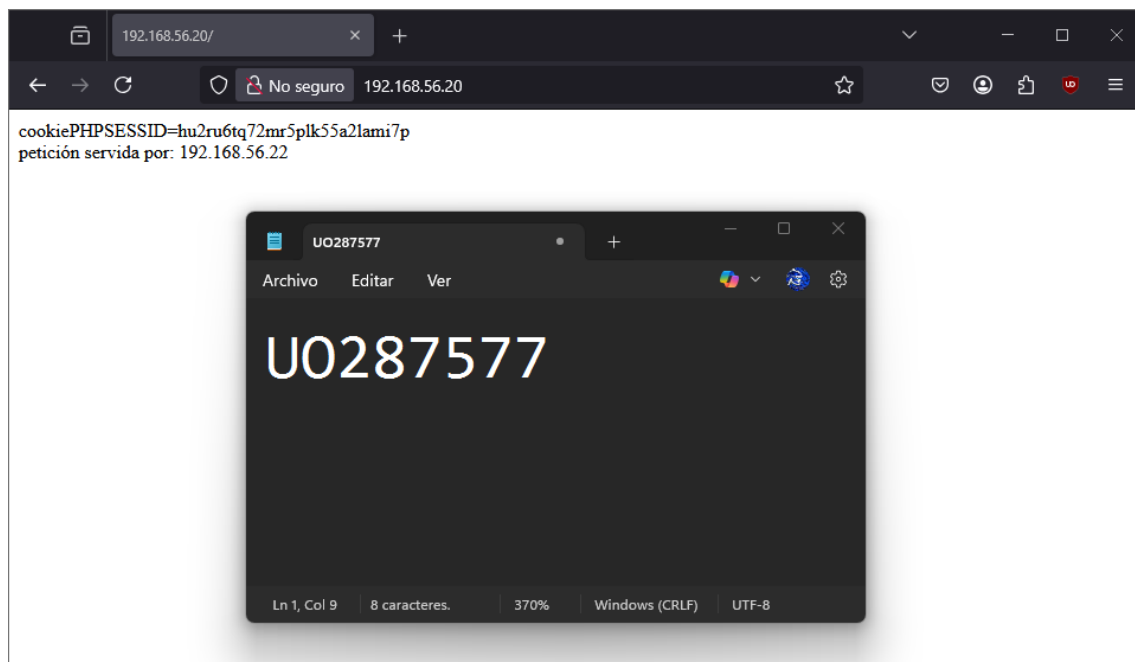 192.168.56.20/
No seguro 192.168.56.20
cookiePHPSESSID=hu2ru6tq72mr5plk55a2lami7p
petición servida por: 192.168.56.22
UO287577
Archivo Editar Ver
UO287577
Ln 1, Col 9 8 caracteres. 370% Windows (CRLF) UTF-8